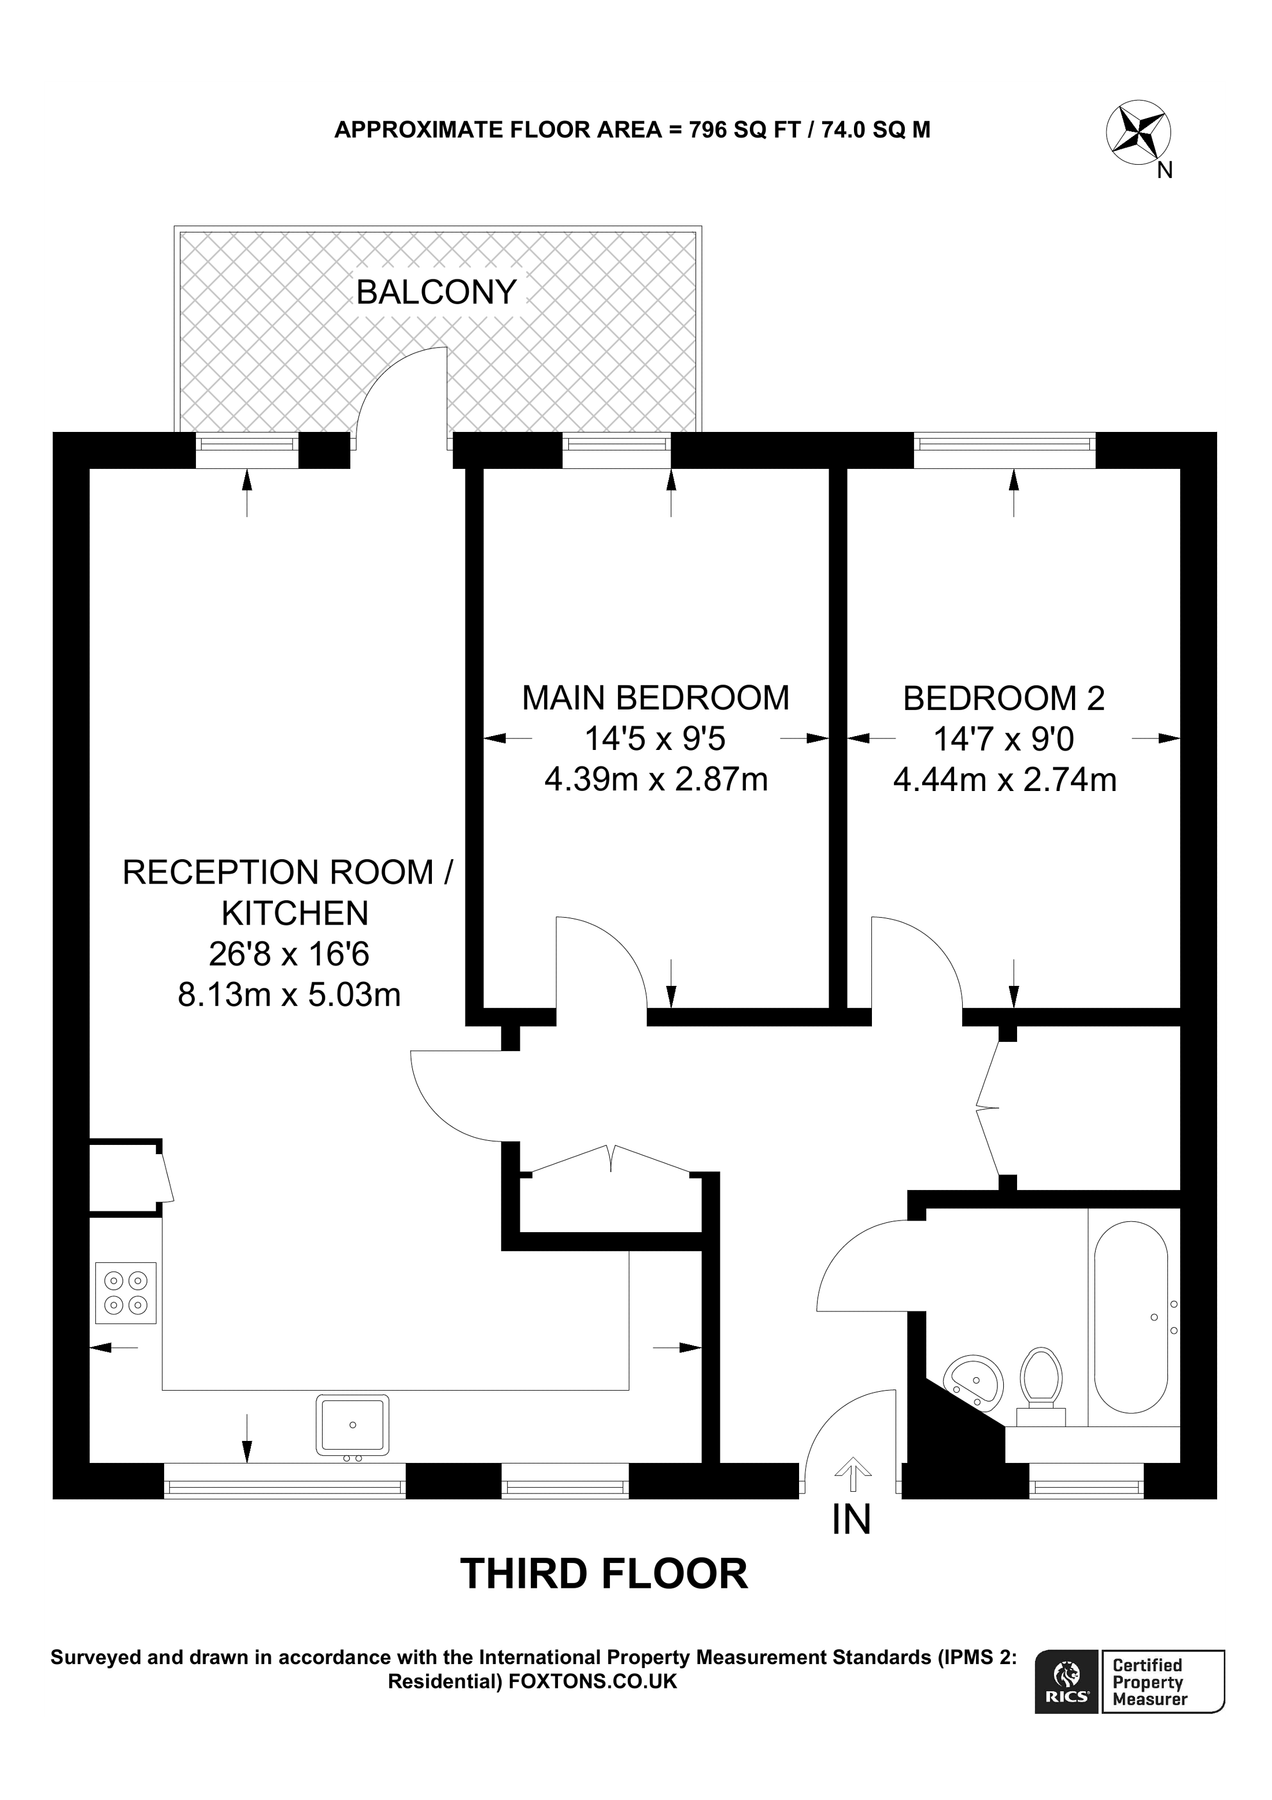 APPROXIMATE FLOOR AREA = 796 SQ FT / 74.0 SQ M
N
BALCONY
MAIN BEDROOM
14'5 x 9'5
4.39m x 2.87m
BEDROOM 2
14'7 x 9'0
4.44m x 2.74m
RECEPTION ROOM /
KITCHEN
26'8 x 16'6
8.13m x 5.03m
IN
THIRD FLOOR
Surveyed and drawn in accordance with the International Property Measurement Standards (IPMS 2:
Residential) FOXTONS.CO.UK
RICS
Certified
Property
Measurer